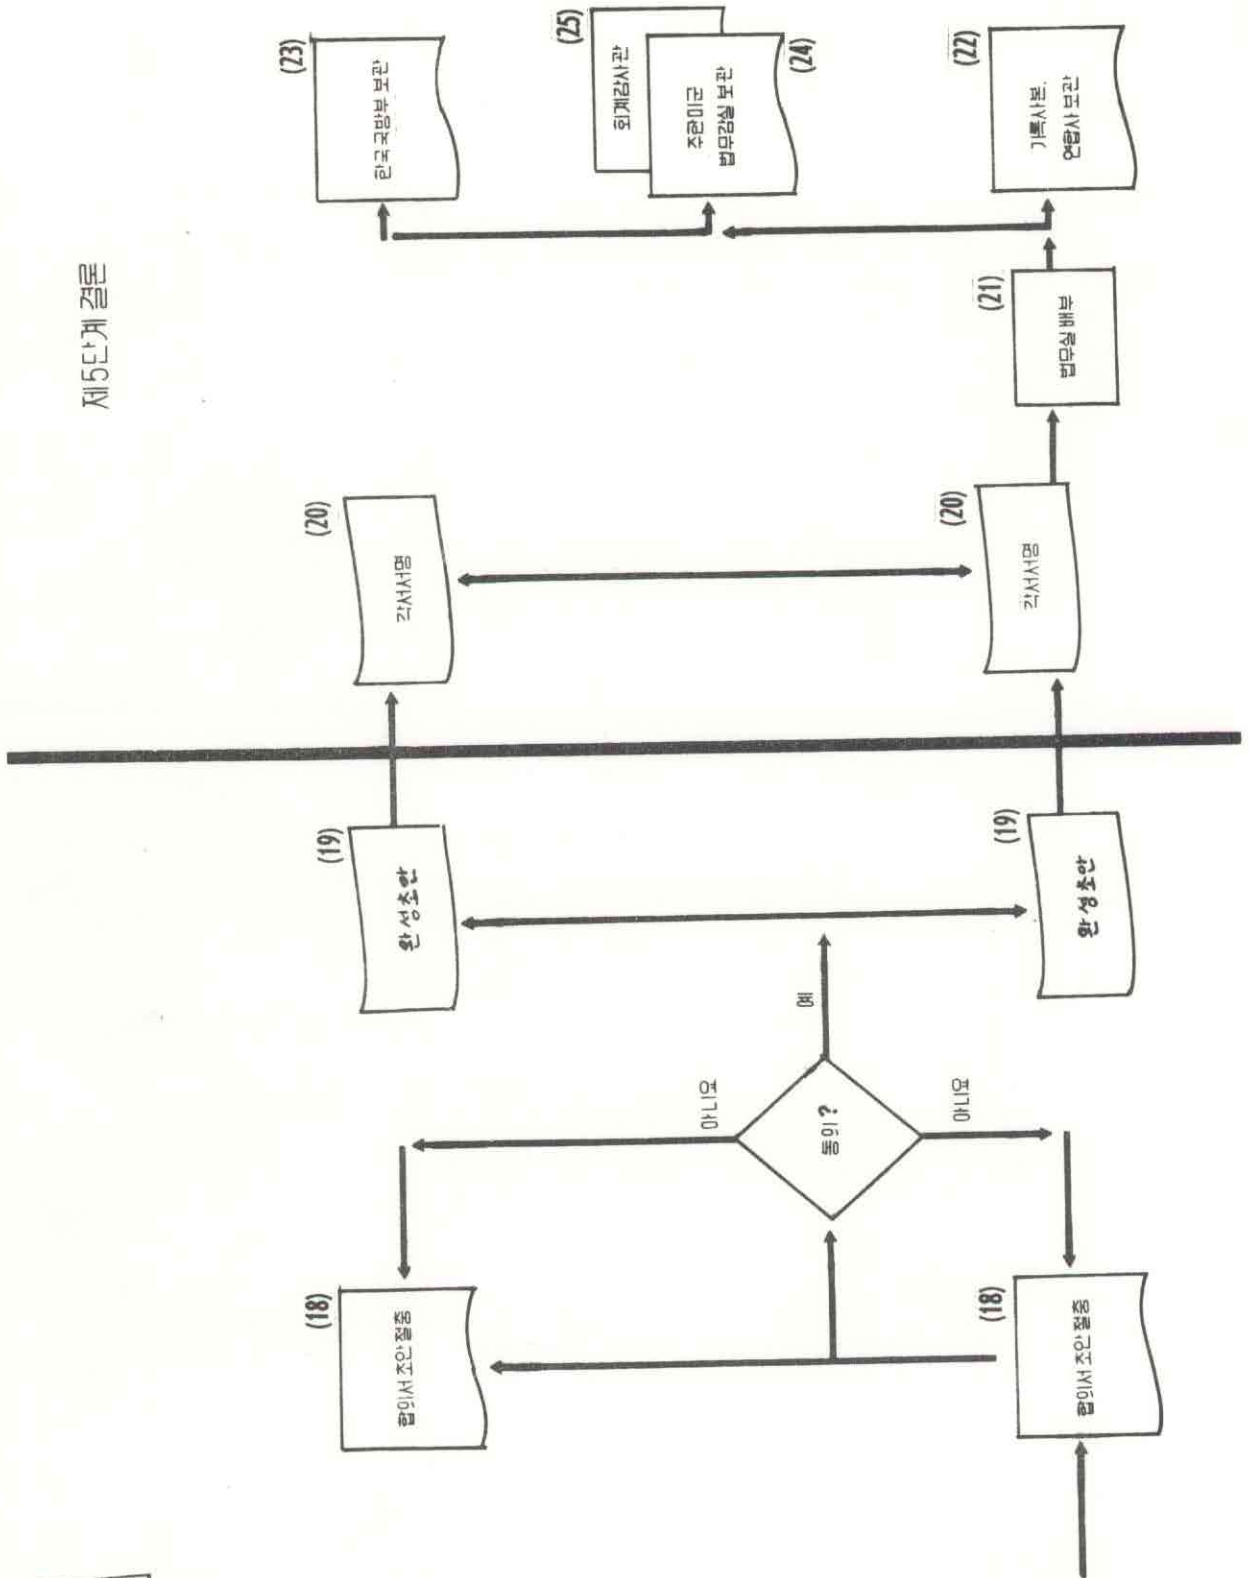 제5단계 결론
(18)
합의서 초안 절충
(18)
합의서 초안 절충
동의?
아니요
아니요
예
(19)
완성초안
(19)
완성초안
(20)
각서서명
(20)
각서서명
(21)
법무실 배부
(23)
한국 국방부 보관
(25)
회계감사관
(24)
주한미군
법무감실 보관
(22)
기록사본,
연합사 보관